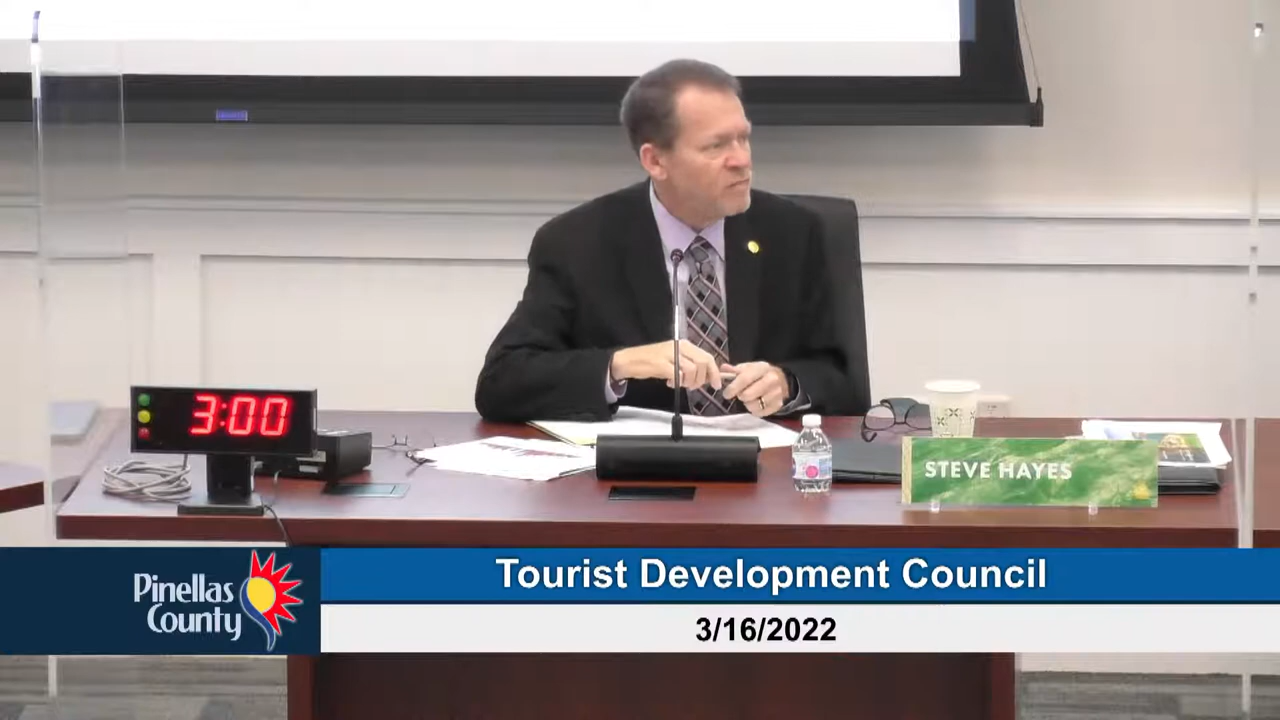 3:00
STEVE HAYES
Pinellas
County
Tourist Development Council
3/16/2022